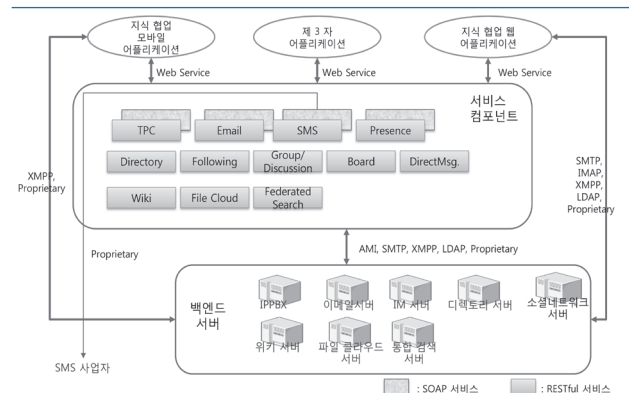 지식 협업
모바일
어플리케이션
제 3 자
어플리케이션
지식 협업 웹
어플리케이션
Web Service
Web Service
Web Service
서비스
컴포넌트
TPC
Email
SMS
Presence
Directory
Following
Group/
Discussion
Board
DirectMsg.
Wiki
File Cloud
Federated
Search
XMPP,
Proprietary
SMTP,
IMAP,
XMPP,
LDAP,
Proprietary
Proprietary
AMI, SMTP, XMPP, LDAP, Proprietary
백엔드
서버
IPPBX
이메일서버
IM 서버
디렉토리 서버
소셜네트워크
서버
위키 서버
파일 클라우드
서버
통합 검색
서버
SMS 사업자
: SOAP 서비스
: RESTful 서비스